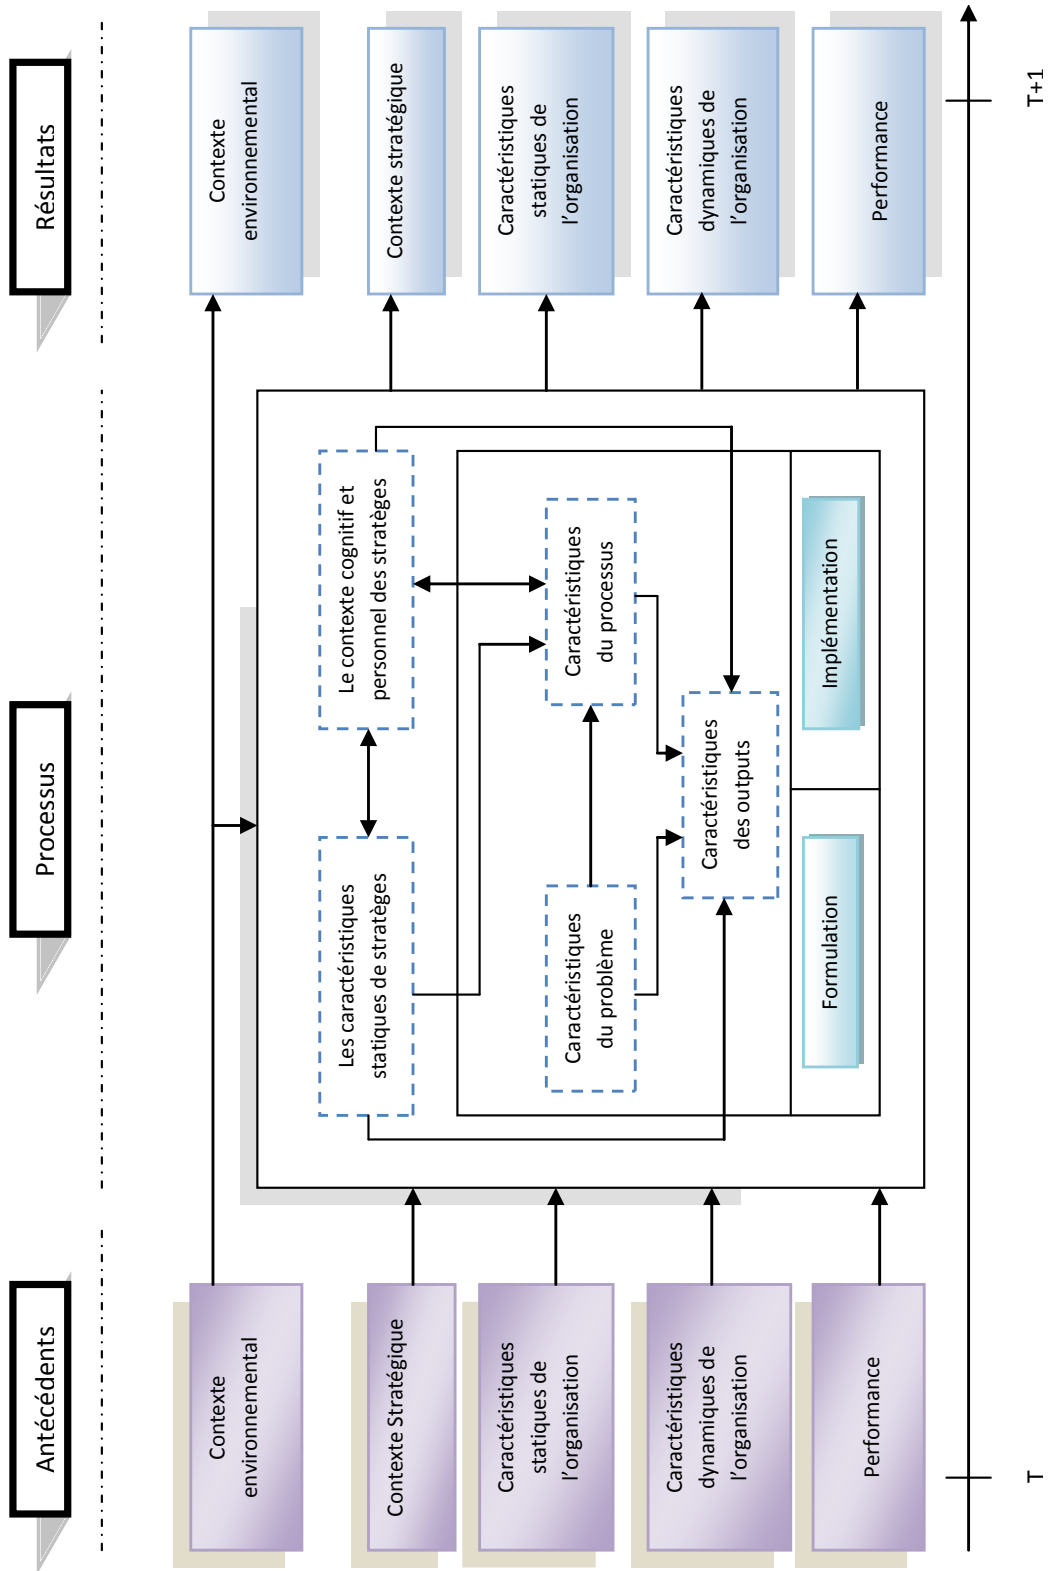 Antécédents
Processus
Résultats
Contexte
environnemental
Contexte Stratégique
Caractéristiques
statiques de
l'organisation
Caractéristiques
dynamiques de
l'organisation
Performance
Les caractéristiques
statiques de stratèges
Le contexte cognitif et
personnel des stratèges
Caractéristiques
du problème
Caractéristiques
du processus
Caractéristiques
des outputs
Formulation
Implémentation
Contexte
environnemental
Contexte stratégique
Caractéristiques
statiques de
l'organisation
Caractéristiques
dynamiques de
l'organisation
Performance
T
T+1